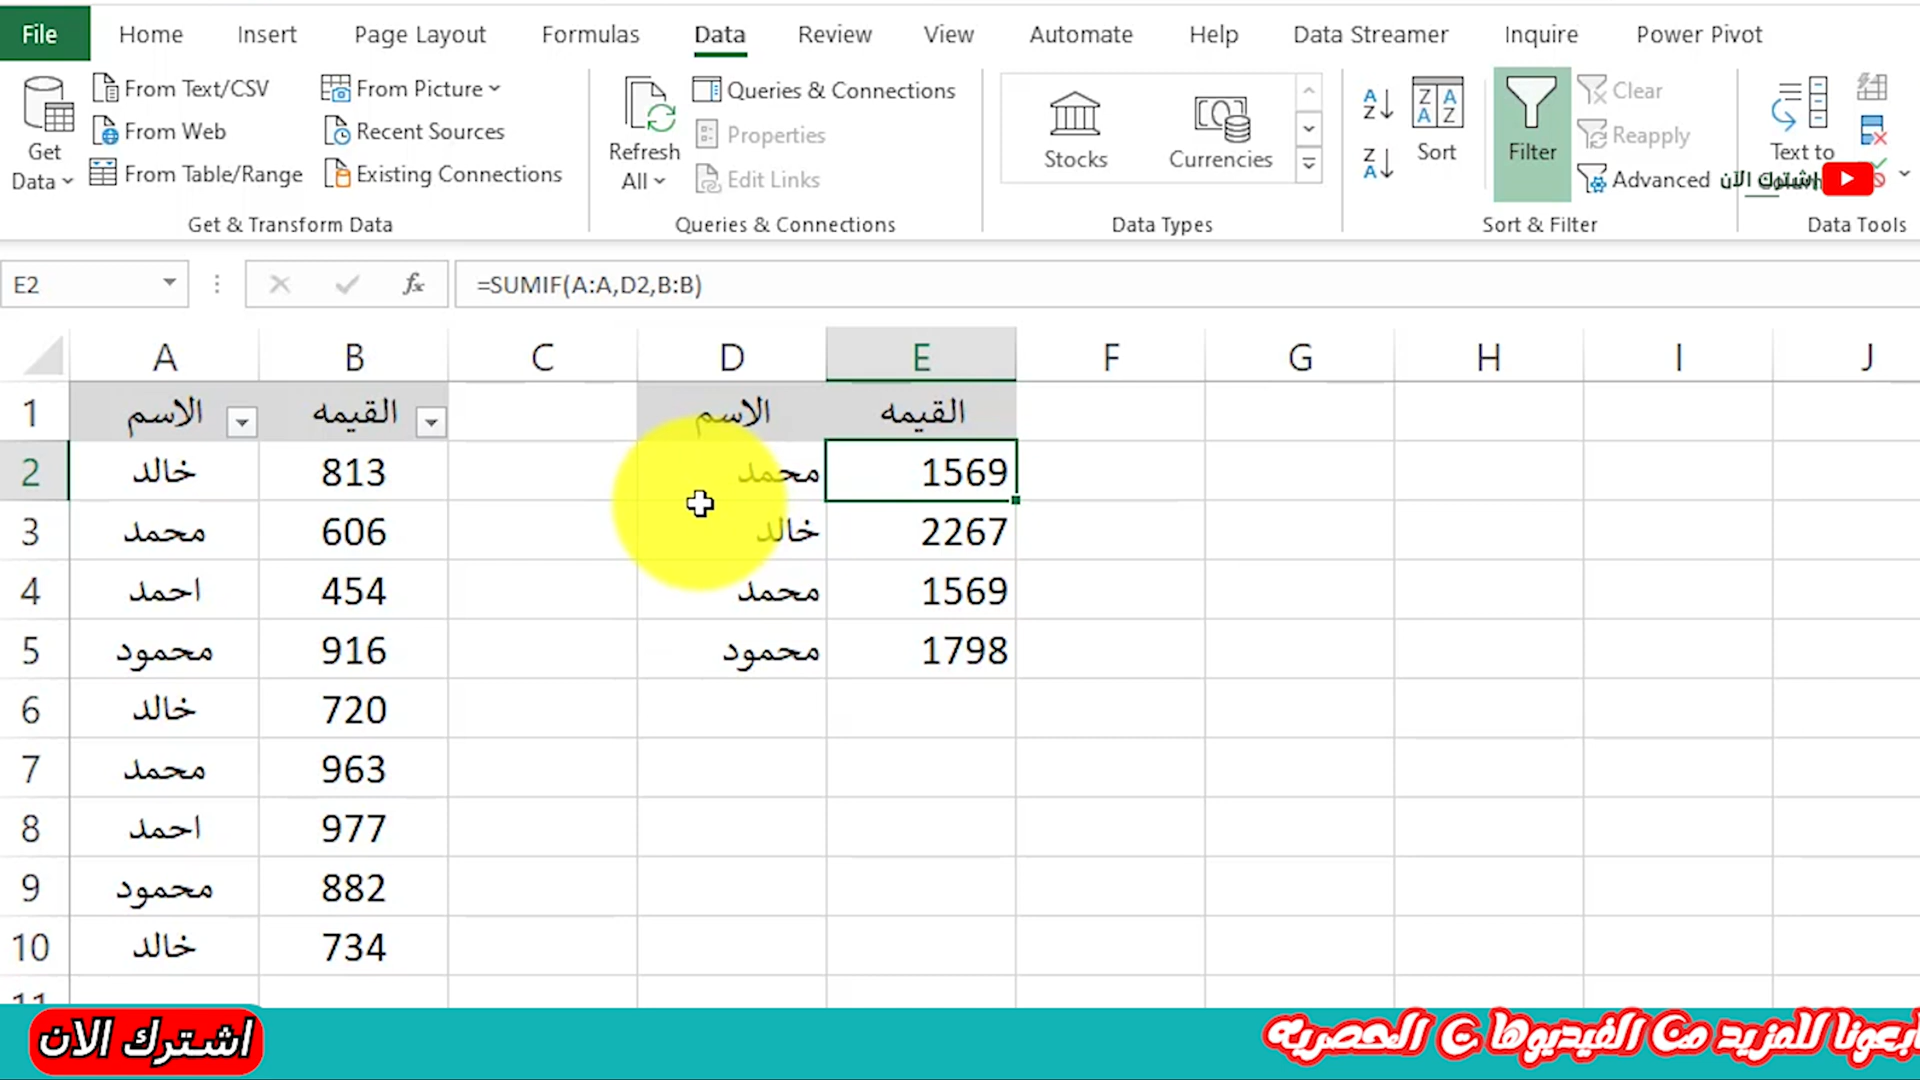 File Home Insert Page Layout Formulas Data Review View Automate Help Data Streamer Inquire Power Pivot
Get Data
From Text/CSV
From Web
From Table/Range
From Picture
Recent Sources
Existing Connections
Get & Transform Data
Refresh All
Queries & Connections
Properties
Edit Links
Queries & Connections
Stocks
Currencies
Data Types
Sort
Filter
Clear
Reapply
Advanced
Sort & Filter
Text to
اشترك الان
Data Tools
E2 fx =SUMIF(A:A,D2,B:B)
A B C D E F G H I J
1 الاسم القيمه الاسم القيمه
2 خالد 813 محمد 1569
3 محمد 606 خالد 2267
4 احمد 454 محمد 1569
5 محمود 916 محمود 1798
6 خالد 720
7 محمد 963
8 احمد 977
9 محمود 882
10 خالد 734
11
اشترك الان
للمزيد من الفيديوهات الحصريه